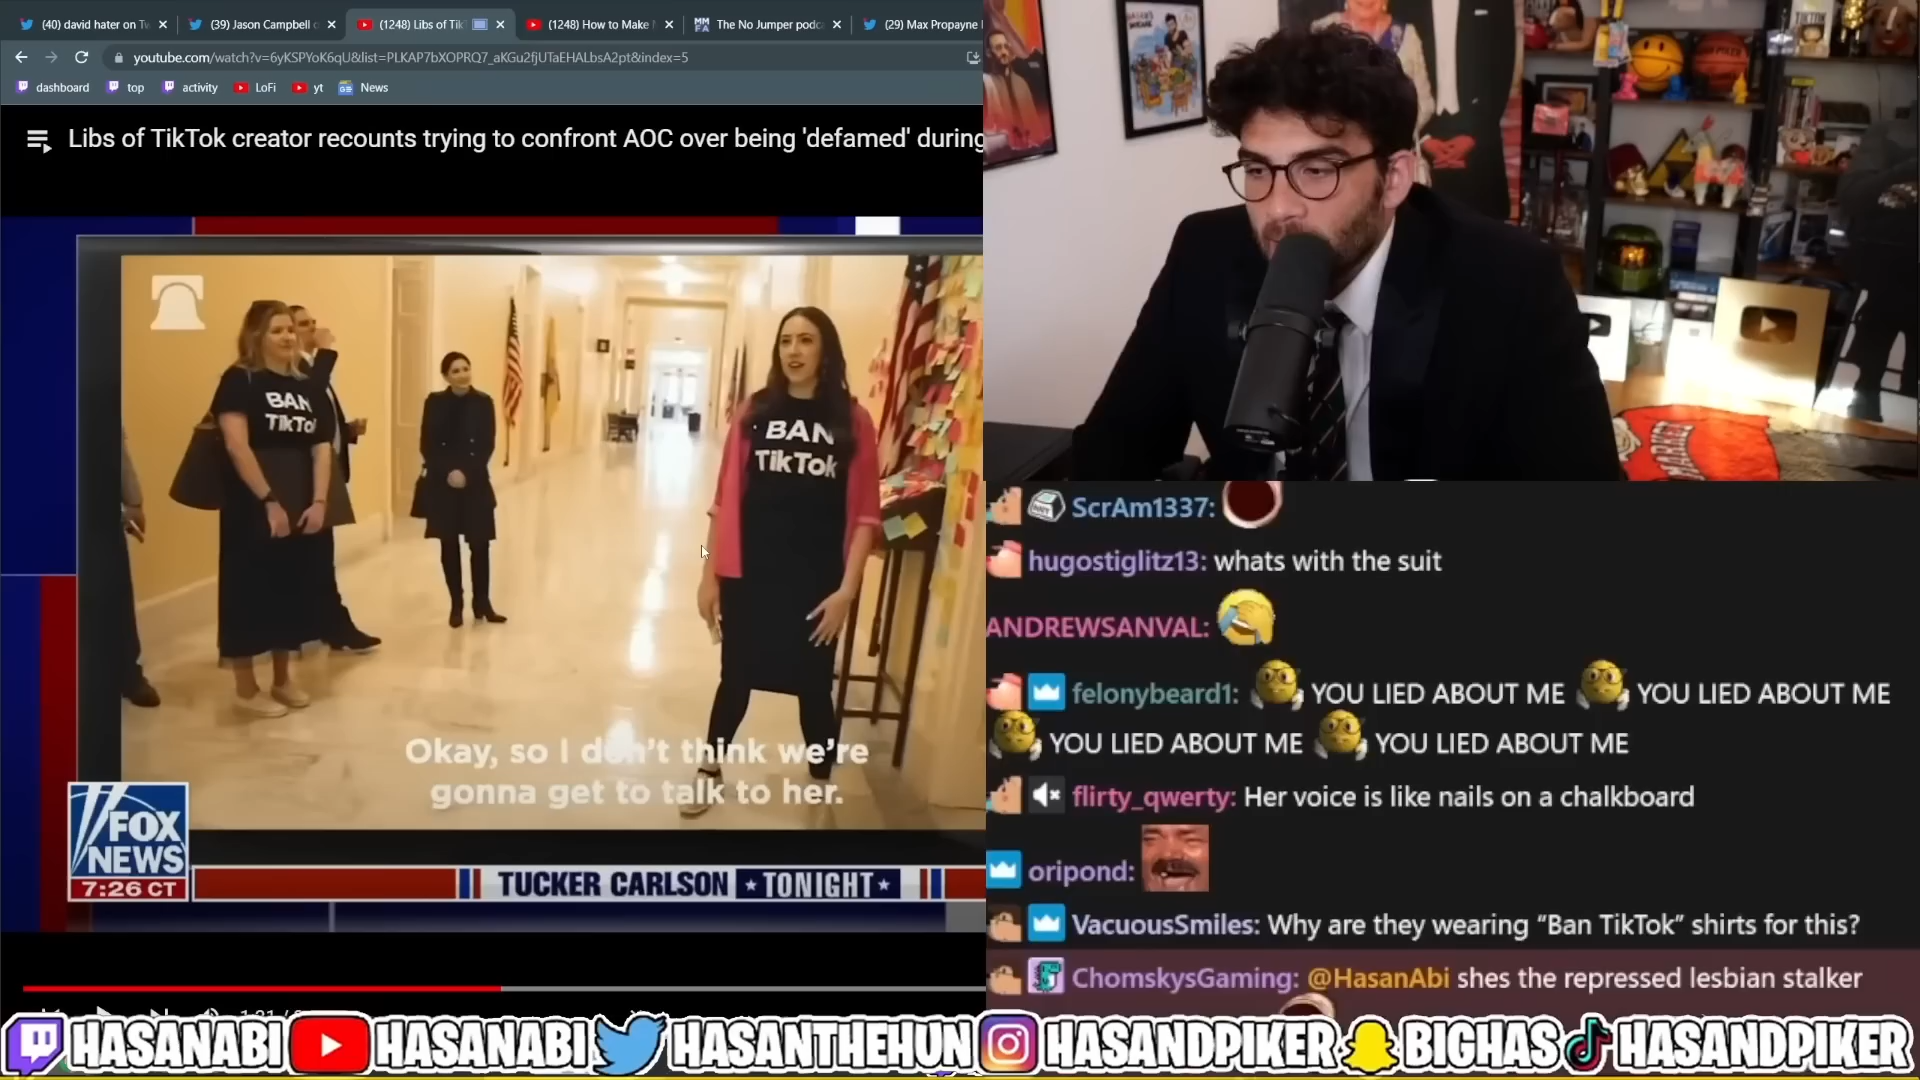 (40) david hater on Tw
(39) Jason Campbell o
(1248) Libs of Tik
(1248) How to Make
The No Jumper podc
(29) Max Propayne
youtube.com/watch?v=6yKSPYoK6qU&list=PLKAP7bXOPRQ7_aKGu2fjUTaEHALbsA2pt&index=5
dashboard
top
activity
LoFi
yt
News
Libs of TikTok creator recounts trying to confront AOC over being 'defamed' during
BAN
TikTo
BAN
TikTok
Okay, so I don't think we're
gonna get to talk to her.
FOX
NEWS
7:26 CT
TUCKER CARLSON TONIGHT
ScrAm1337:
hugostiglitz13: whats with the suit
ANDREWSANVAL:
felonybeard1: YOU LIED ABOUT ME YOU LIED ABOUT ME
YOU LIED ABOUT ME YOU LIED ABOUT ME
flirty_qwerty: Her voice is like nails on a chalkboard
oripond:
VacuousSmiles: Why are they wearing “Ban TikTok” shirts for this?
ChomskysGaming: @HasanAbi shes the repressed lesbian stalker
HASANABI HASANABI HASANTHEHUN HASANDPIKER BIGHAS HASANDPIKER